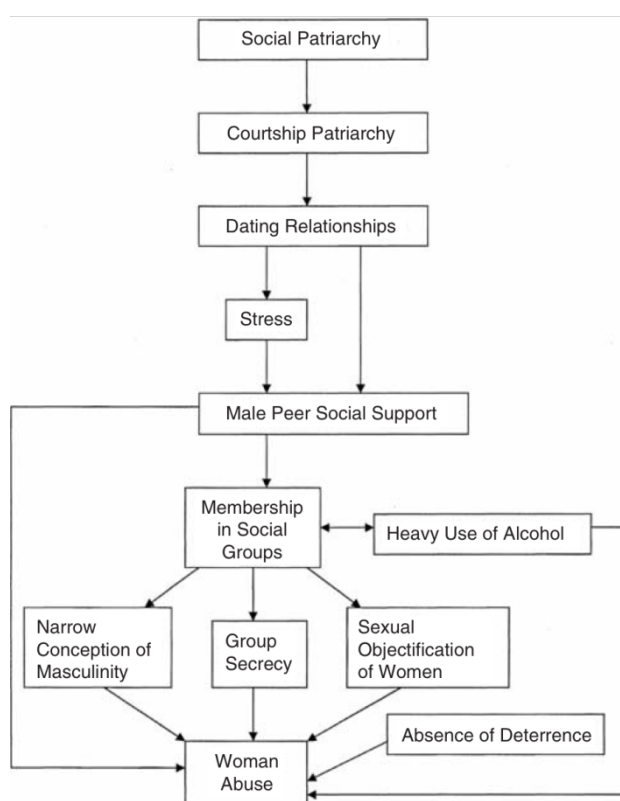 Social Patriarchy
Courtship Patriarchy
Dating Relationships
Stress
Male Peer Social Support
Membership
in Social
Groups
Heavy Use of Alcohol
Narrow
Conception of
Masculinity
Group
Secrecy
Sexual
Objectification
of Women
Absence of Deterrence
Woman
Abuse